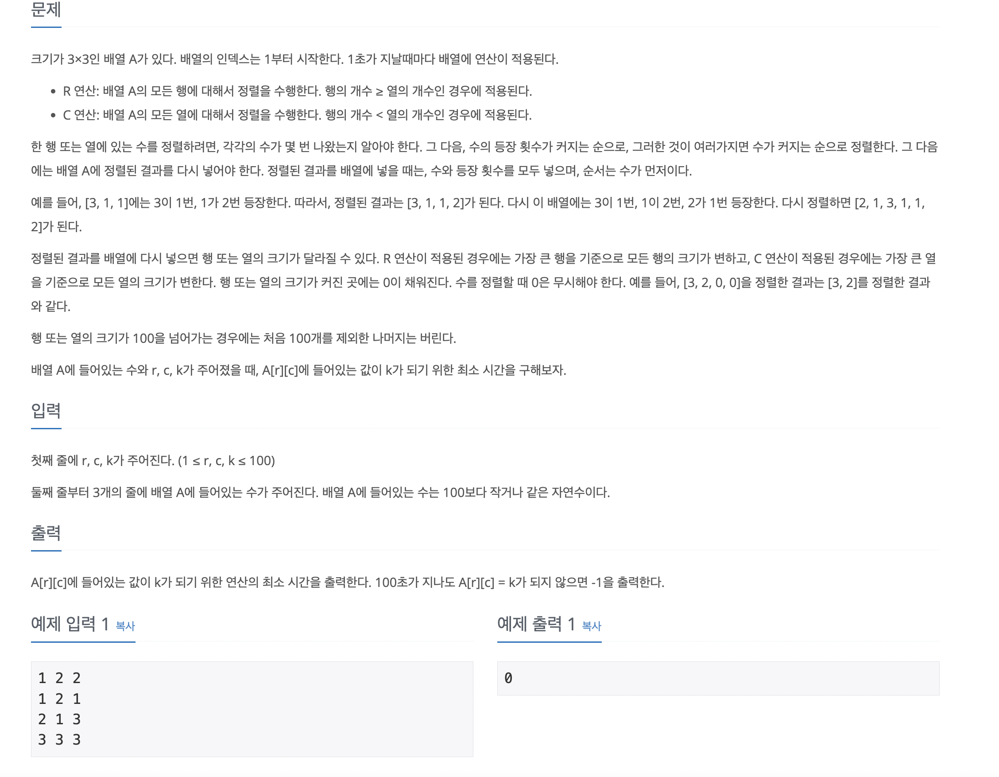 문제
크기가 3×3인 배열 A가 있다. 배열의 인덱스는 1부터 시작한다. 1초가 지날때마다 배열에 연산이 적용된다.
• R 연산: 배열 A의 모든 행에 대해서 정렬을 수행한다. 행의 개수 ≥ 열의 개수인 경우에 적용된다.
• C 연산: 배열 A의 모든 열에 대해서 정렬을 수행한다. 행의 개수 < 열의 개수인 경우에 적용된다.
한 행 또는 열에 있는 수를 정렬하려면, 각각의 수가 몇 번 나왔는지 알아야 한다. 그 다음, 수의 등장 횟수가 커지는 순으로, 그러한 것이 여러가지면 수가 커지는 순으로 정렬한다. 그 다음
에는 배열 A에 정렬된 결과를 다시 넣어야 한다. 정렬된 결과를 배열에 넣을 때는, 수와 등장 횟수를 모두 넣으며, 순서는 수가 먼저이다.
예를 들어, [3, 1, 1]에는 3이 1번, 1가 2번 등장한다. 따라서, 정렬된 결과는 [3, 1, 1, 2]가 된다. 다시 이 배열에는 3이 1번, 1이 2번, 2가 1번 등장한다. 다시 정렬하면 [2, 1, 3, 1, 1,
2]가 된다.
정렬된 결과를 배열에 다시 넣으면 행 또는 열의 크기가 달라질 수 있다. R 연산이 적용된 경우에는 가장 큰 행을 기준으로 모든 행의 크기가 변하고, C 연산이 적용된 경우에는 가장 큰 열
을 기준으로 모든 열의 크기가 변한다. 행 또는 열의 크기가 커진 곳에는 0이 채워진다. 수를 정렬할 때 0은 무시해야 한다. 예를 들어, [3, 2, 0, 0]을 정렬한 결과는 [3, 2]를 정렬한 결과
와 같다.
행 또는 열의 크기가 100을 넘어가는 경우에는 처음 100개를 제외한 나머지는 버린다.
배열 A에 들어있는 수와 r, c, k가 주어졌을 때, A[r][c]에 들어있는 값이 k가 되기 위한 최소 시간을 구해보자.
입력
첫째 줄에 r, c, k가 주어진다. (1 ≤ r, c, k ≤ 100)
둘째 줄부터 3개의 줄에 배열 A에 들어있는 수가 주어진다. 배열 A에 들어있는 수는 100보다 작거나 같은 자연수이다.
출력
A[r][c]에 들어있는 값이 k가 되기 위한 연산의 최소 시간을 출력한다. 100초가 지나도 A[r][c] = k가 되지 않으면 -1을 출력한다.
예제 입력 1 복사
1 2 2
1 2 1
2 1 3
3 3 3
예제 출력 1 복사
0